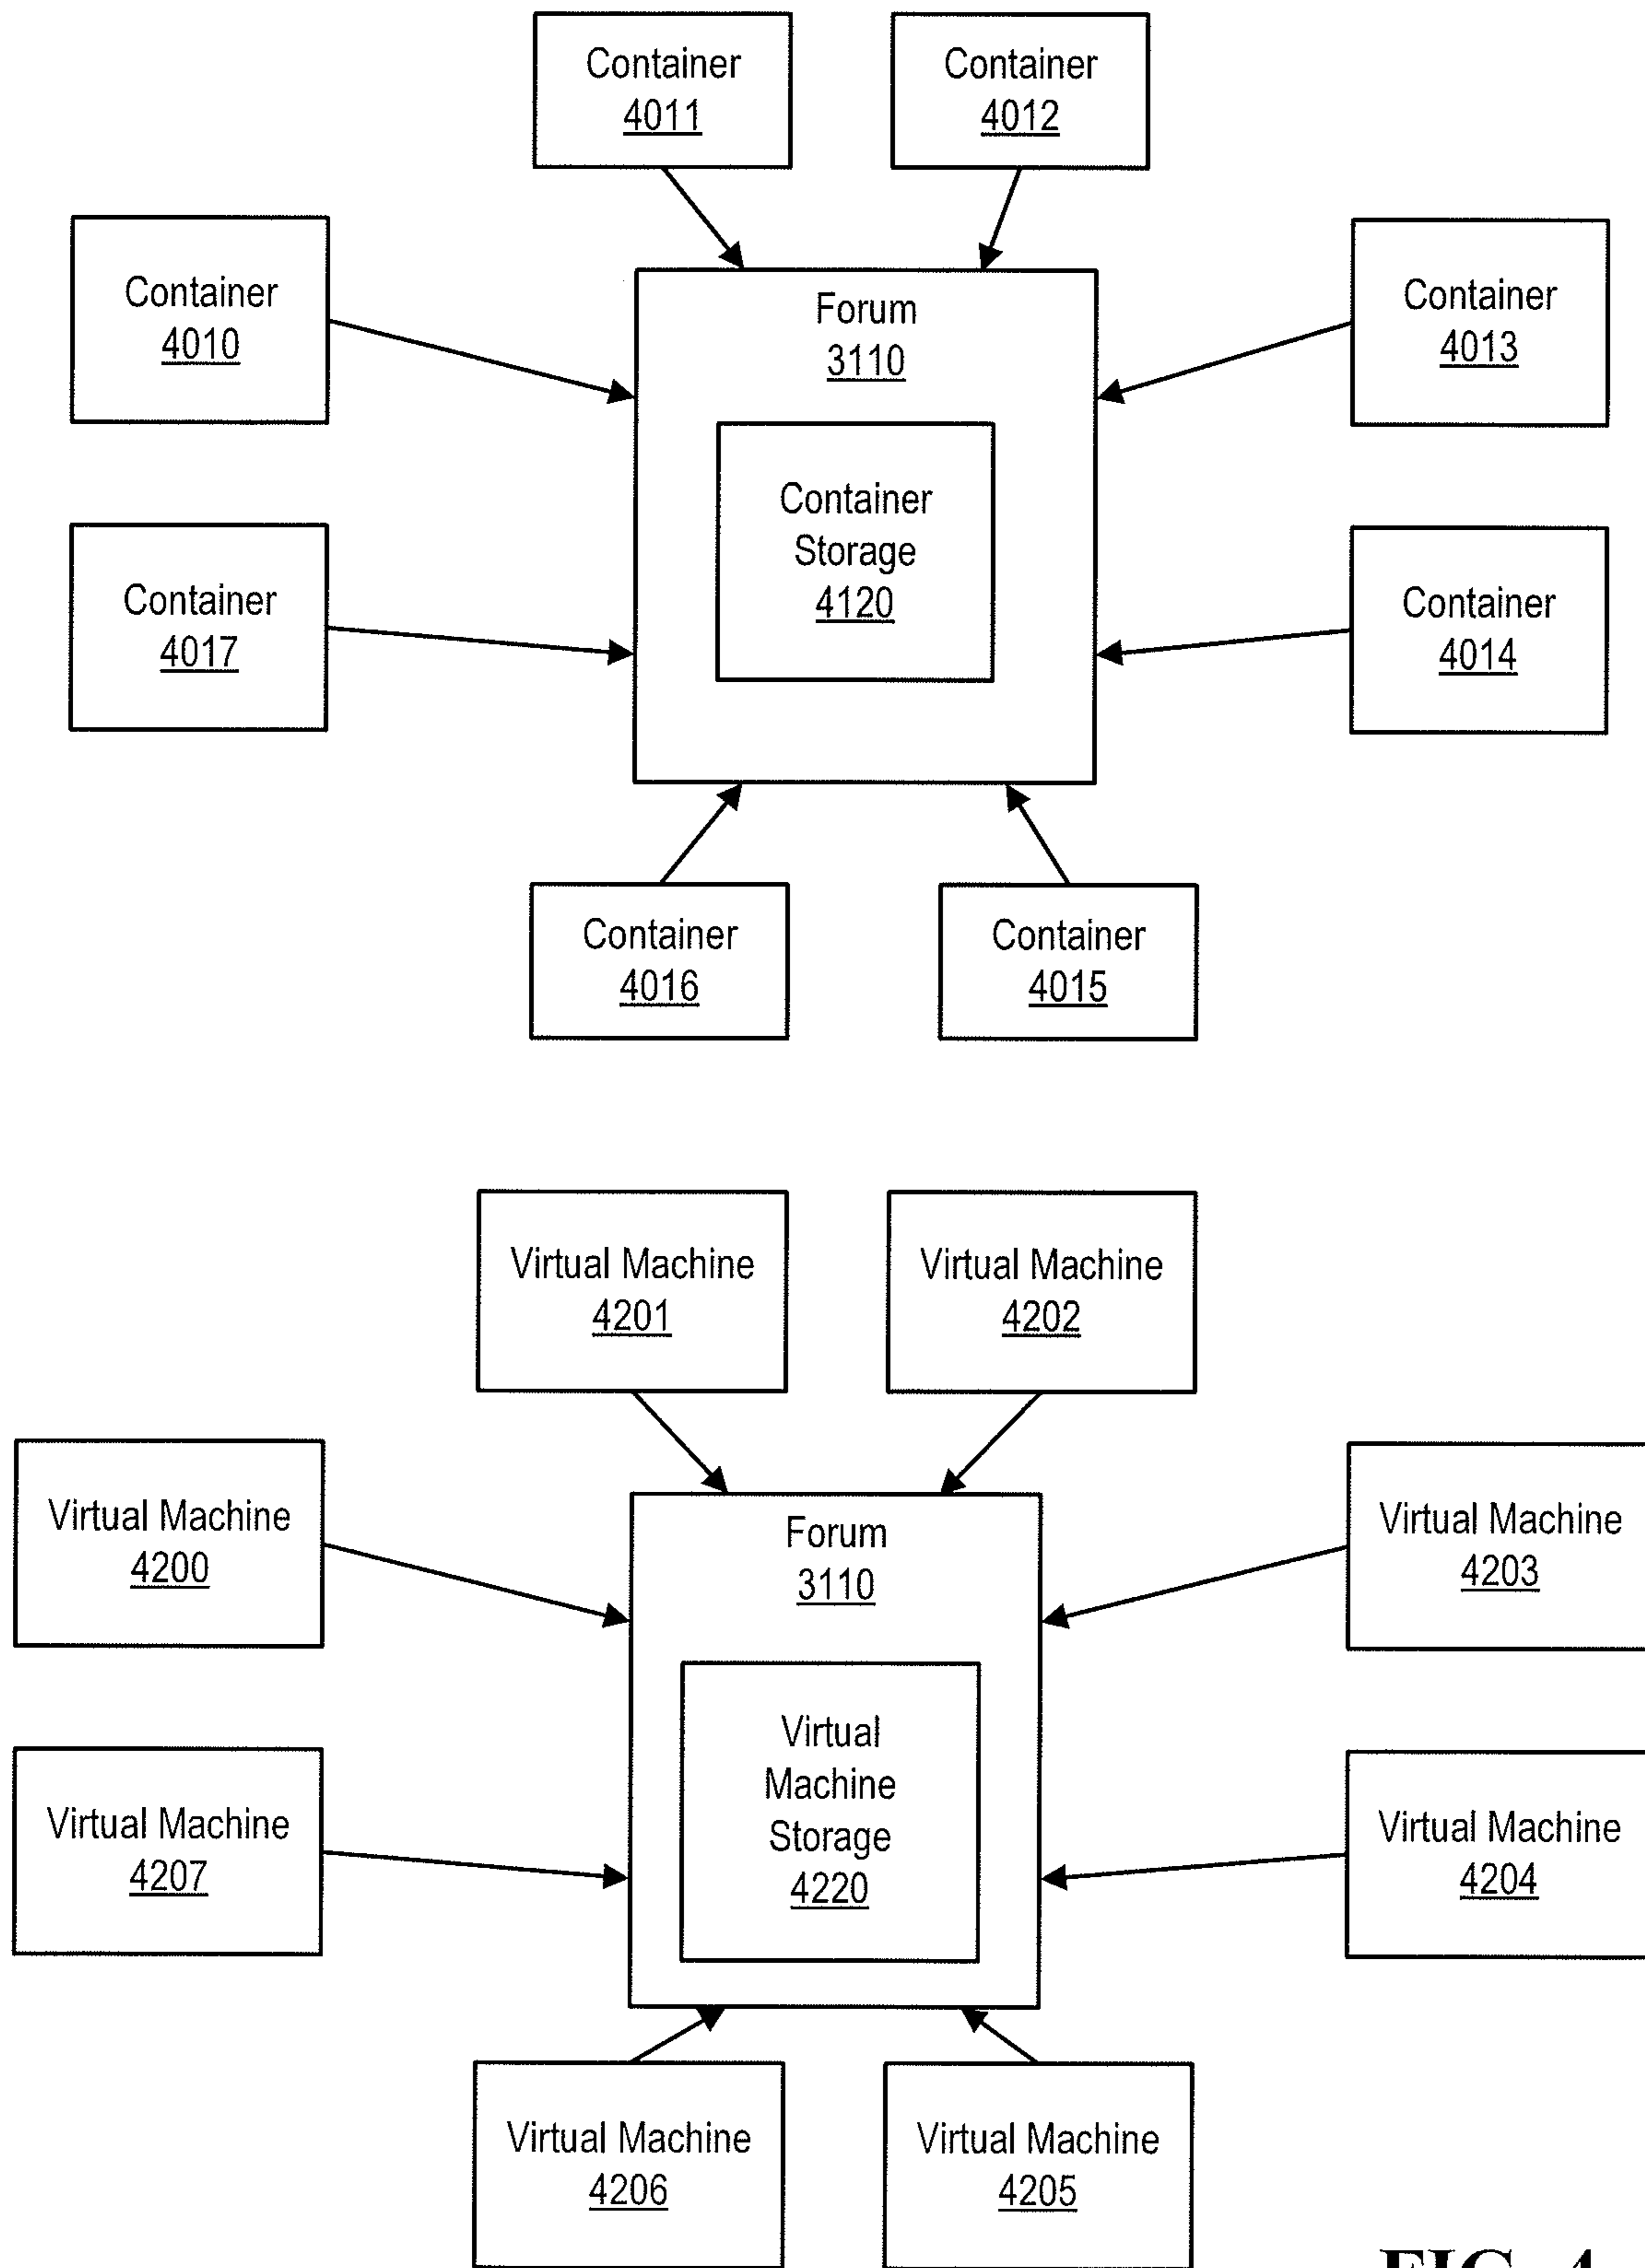 Container
4011
Container
4012
Container
4010
Forum
3110
Container
4013
Container
Storage
4120
Container
4017
Container
4014
Container
4016
Container
4015
Virtual Machine
4201
Virtual Machine
4202
Virtual Machine
4200
Forum
3110
Virtual Machine
4203
Virtual
Machine
Storage
4220
Virtual Machine
4207
Virtual Machine
4204
Virtual Machine
4206
Virtual Machine
4205
FIG. 4